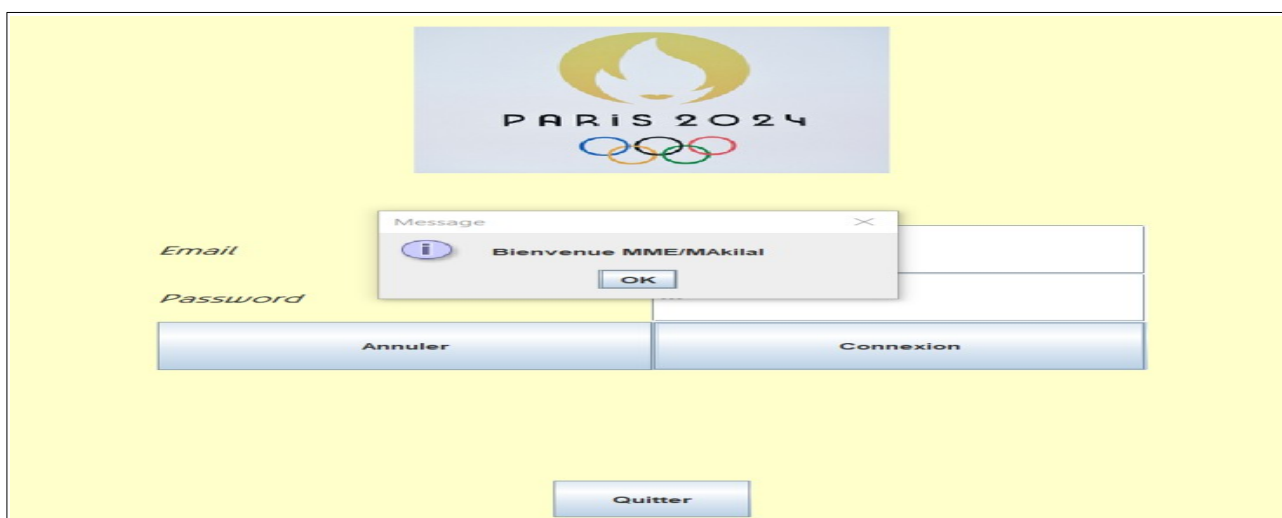 PARIS 2024
Message
Bienvenue MME/MAkilal
OK
Email
Password
Annuler
Connexion
Quitter